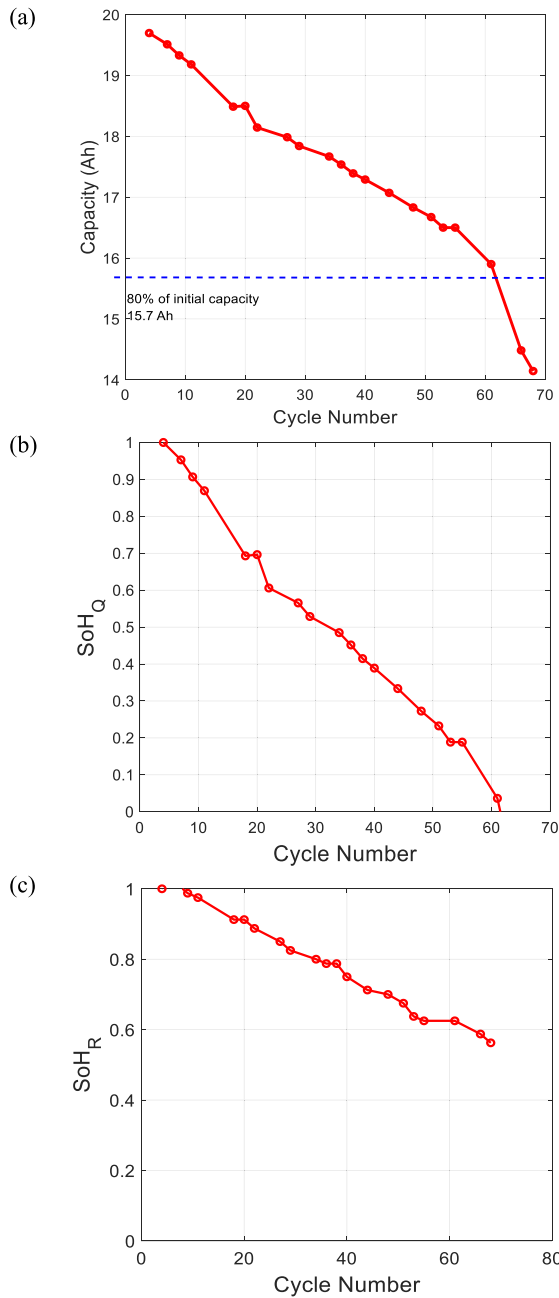 (a)
20
19
18
17
16
15
14
Capacity (Ah)
80% of initial capacity
15.7 Ah
0 10 20 30 40 50 60 70
Cycle Number
(b)
1
0.9
0.8
0.7
0.6
0.5
0.4
0.3
0.2
0.1
0
SoH_Q
0 10 20 30 40 50 60 70
Cycle Number
(c)
1
0.8
0.6
0.4
0.2
0
SoH_R
0 20 40 60 80
Cycle Number